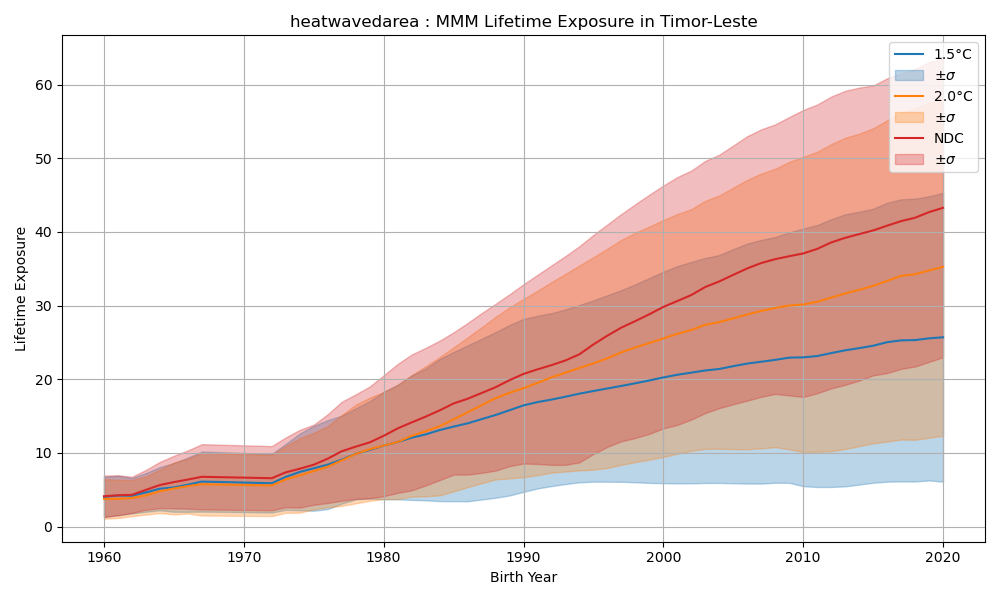 heatwavedarea : MMM Lifetime Exposure in Timor-Leste
Lifetime Exposure
60
50
40
30
20
10
0
1960
1970
1980
1990
2000
2010
2020
Birth Year
1.5°C
±σ
2.0°C
±σ
NDC
±σ